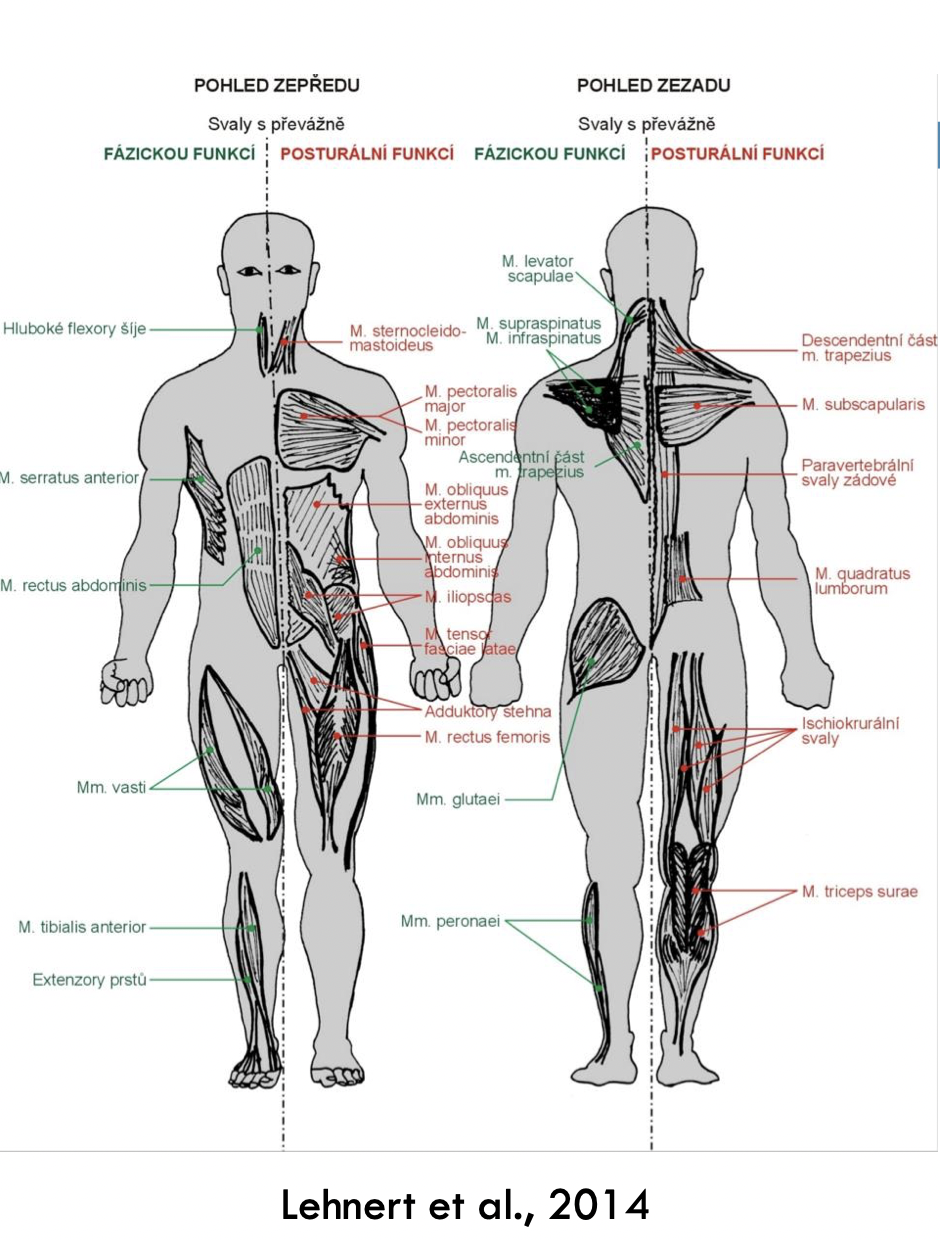 POHLED ZEPŘEDU
Svaly s převážně
FÁZICKOU FUNKCÍ
POSTURÁLNÍ FUNKCÍ
Hluboké flexory šíje
M. serratus anterior
M. rectus abdominis
Mm. vasti
M. tibialis anterior
Extenzory prstů
M. sternocleido-
mastoideus
M. pectoralis
major
M. pectoralis
minor
M. obliquus
externus
abdominis
M. obliquus
internus
abdominis
M. iliopsoas
M. tensor
fasciae latae
Adduktory stehna
M. rectus femoris
POHLED ZEZADU
Svaly s převážně
FÁZICKOU FUNKCÍ
POSTURÁLNÍ FUNKCÍ
M. levator
scapulae
M. supraspinatus
M. infraspinatus
Ascendentní část
m. trapezius
Mm. glutaei
Mm. peronaei
Descendentní část
m. trapezius
M. subscapularis
Paravertebrální
svaly zádové
M. quadratus
lumborum
Ischiokrurální
svaly
M. triceps surae
Lehnert et al., 2014